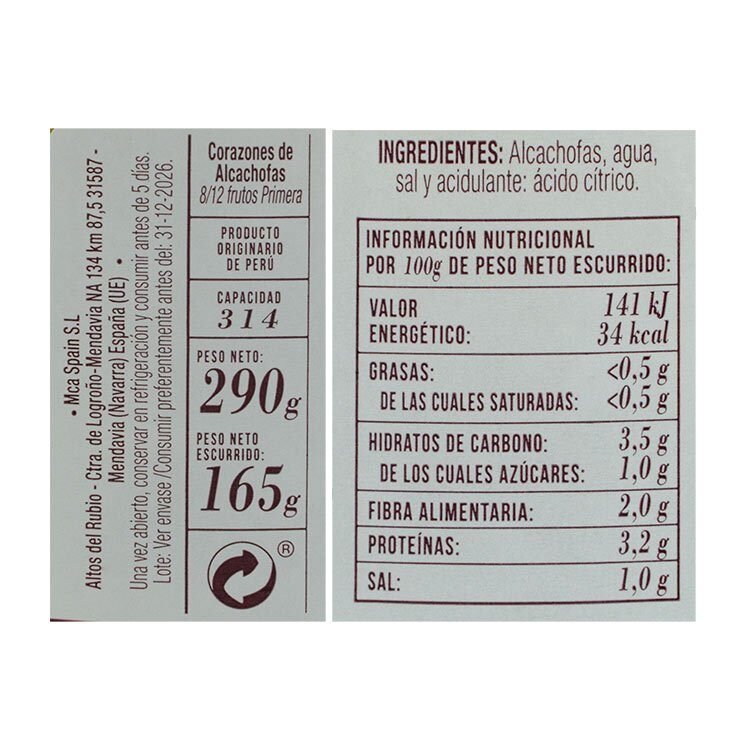 • Mca Spain S.L
Altos del Rubio - Ctra. de Logroño-Mendavia NA 134 km 87,5 31587 -
Mendavia (Navarra) España (UE) •
Una vez abierto, conservar en refrigeración y consumir antes de 5 días.
Lote: Ver envase /Consumir preferentemente antes del: 31-12-2026.
Corazones de
Alcachofas
8/12 frutos Primera
PRODUCTO
ORIGINARIO
DE PERÚ
CAPACIDAD
314
PESO NETO:
290g
PESO NETO
ESCURRIDO:
165g
®
INGREDIENTES: Alcachofas, agua,
sal y acidulante: ácido cítrico.
INFORMACIÓN NUTRICIONAL
POR 100g DE PESO NETO ESCURRIDO:
VALOR 141 kJ
ENERGÉTICO: 34 kcal
GRASAS: <0,5 g
DE LAS CUALES SATURADAS: <0,5 g
HIDRATOS DE CARBONO: 3,5 g
DE LOS CUALES AZÚCARES: 1,0 g
FIBRA ALIMENTARIA: 2,0 g
PROTEÍNAS: 3,2 g
SAL: 1,0 g